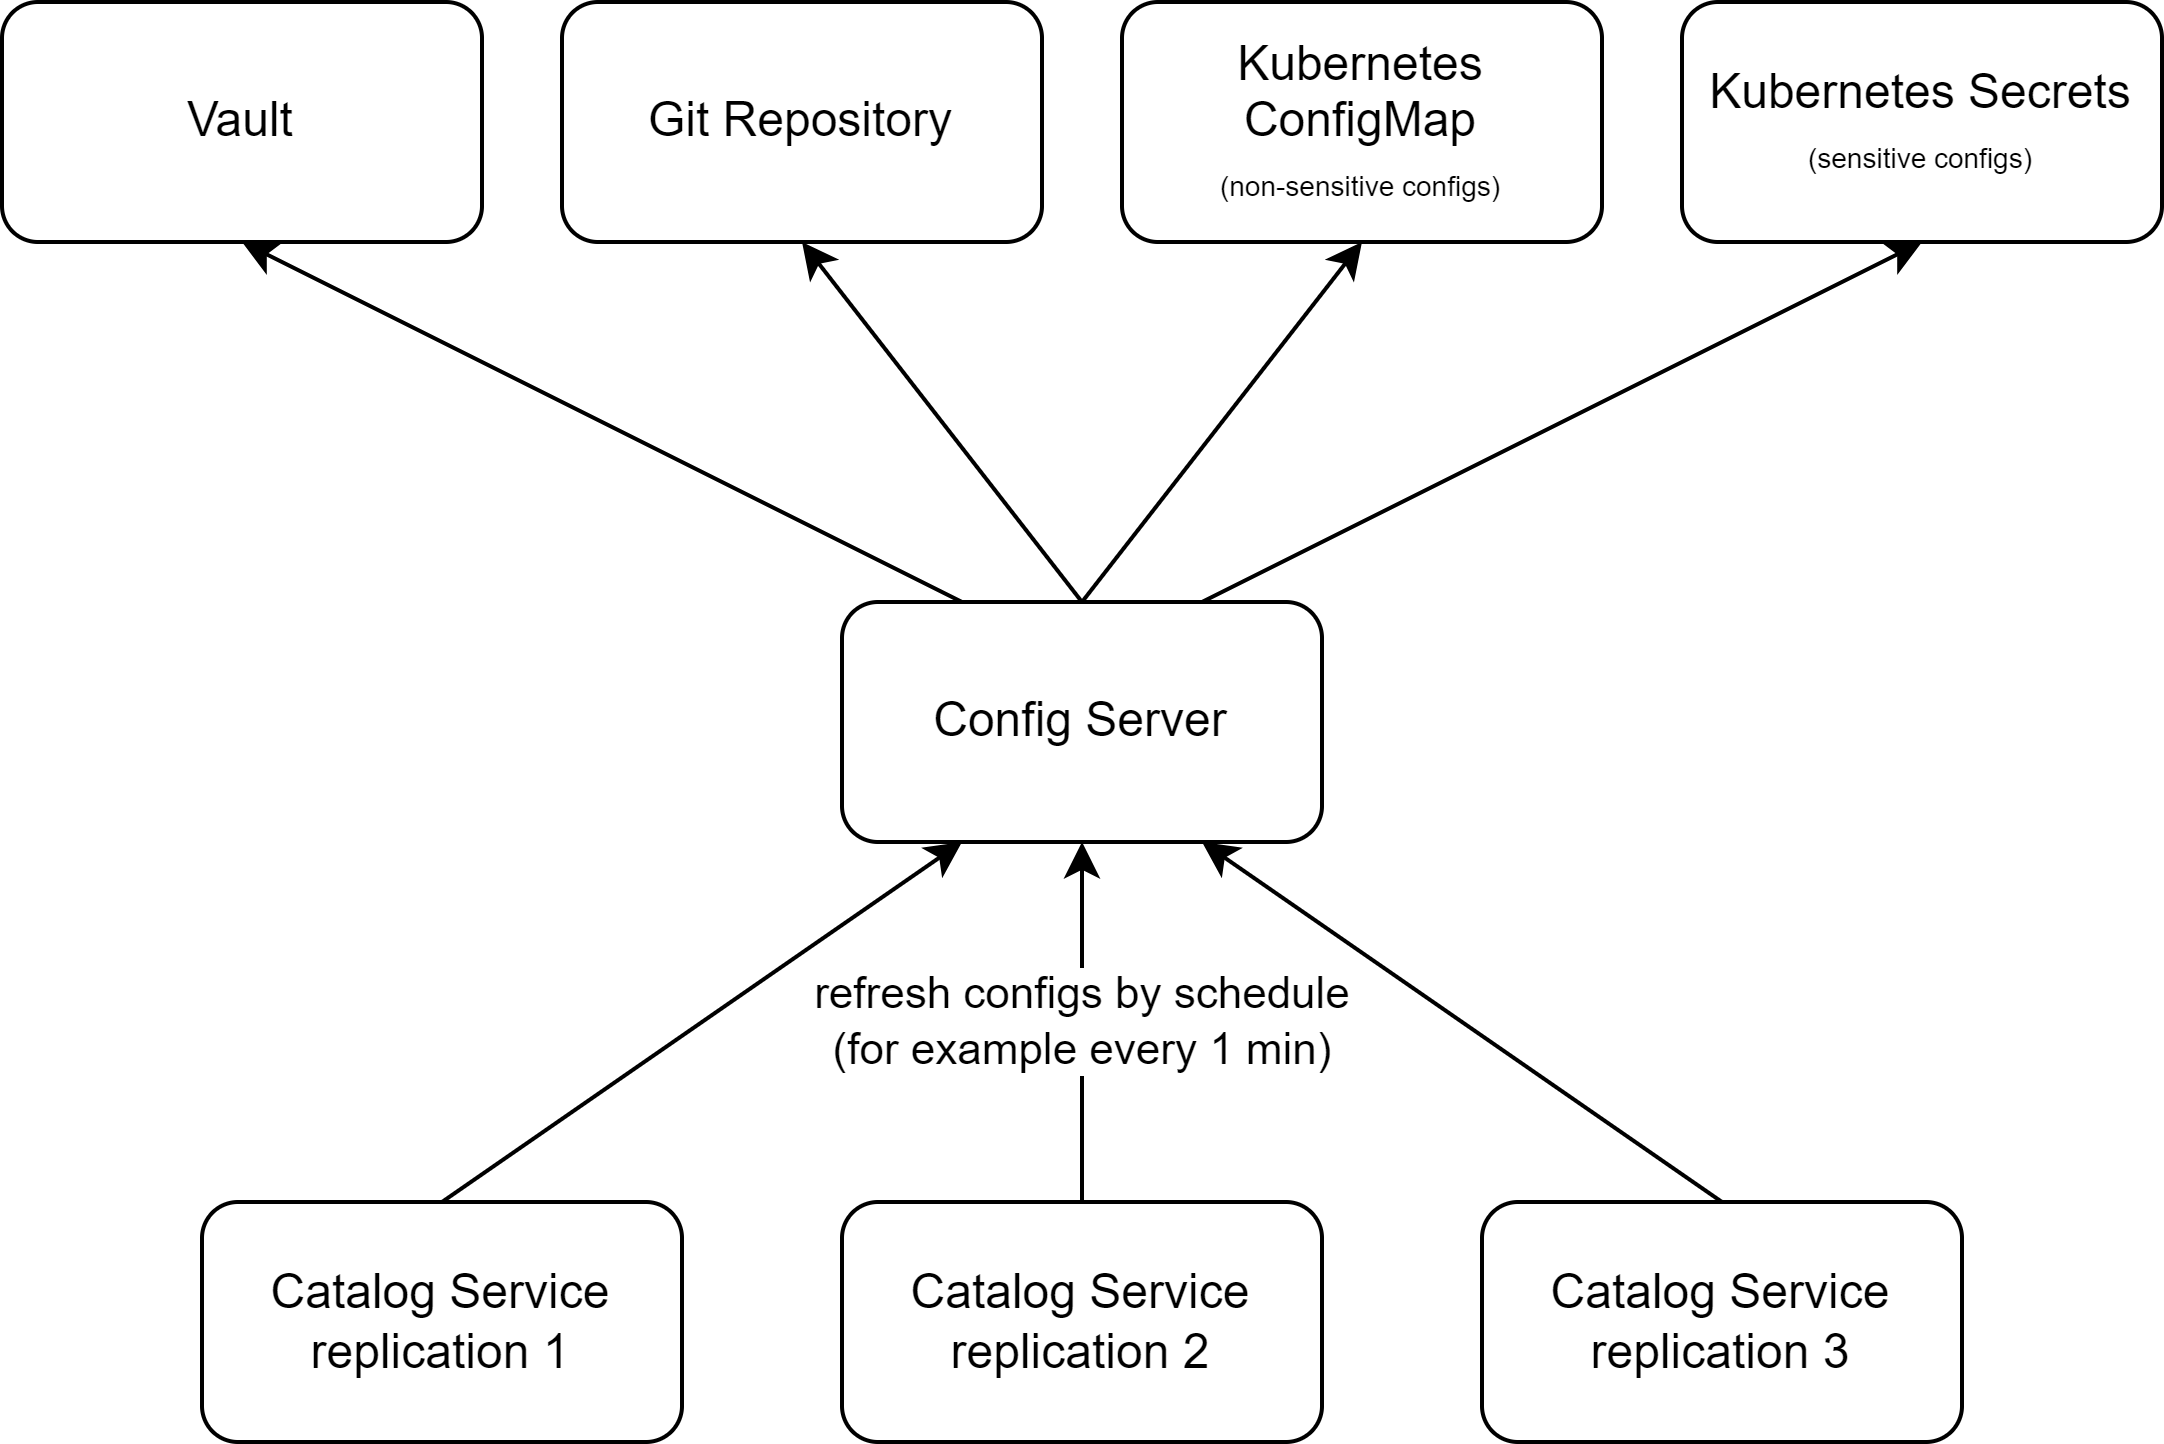 Vault
Git Repository
Kubernetes
ConfigMap
(non-sensitive configs)
Kubernetes Secrets
(sensitive configs)
Config Server
refresh configs by schedule
(for example every 1 min)
Catalog Service
replication 1
Catalog Service
replication 2
Catalog Service
replication 3